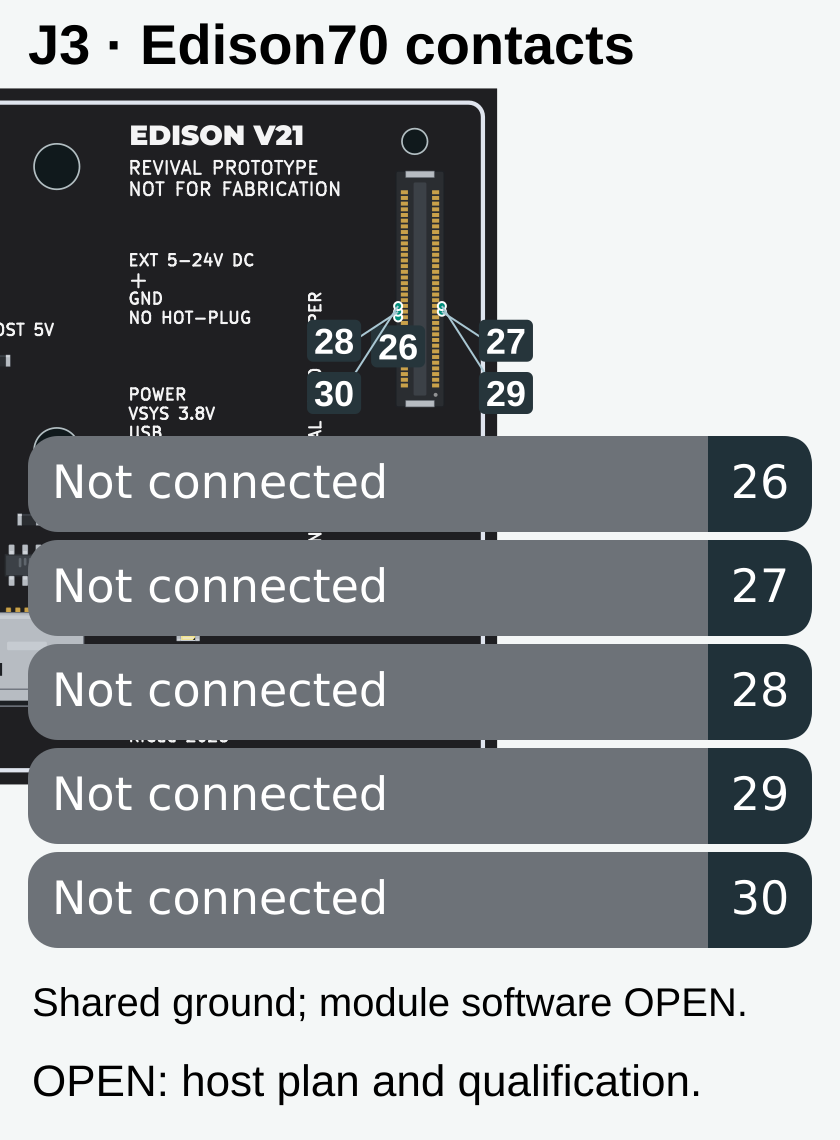 J3 · Edison70 contacts
EDISON V21
REVIVAL PROTOTYPE
NOT FOR FABRICATION
EXT 5–24V DC
+
GND
NO HOT–PLUG
5V
28
26
27
30
29
POWER
VSYS 3.8V
USB
Not connected 26
Not connected 27
Not connected 28
Not connected 29
Not connected 30
Shared ground; module software OPEN.
OPEN: host plan and qualification.